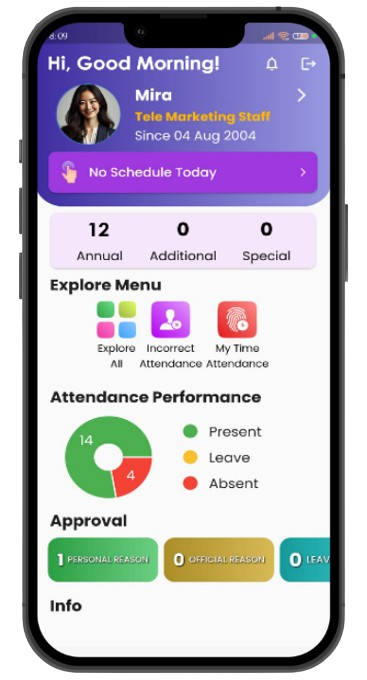 8:09
Hi, Good Morning!
Mira
Tele Marketing Staff
Since 04 Aug 2004
No Schedule Today
12 0 0
Annual Additional Special
Explore Menu
Explore All
Incorrect Attendance
My Time Attendance
Attendance Performance
14
4
Present
Leave
Absent
Approval
1 PERSONAL REASON
0 OFFICIAL REASON
0 LEAV
Info